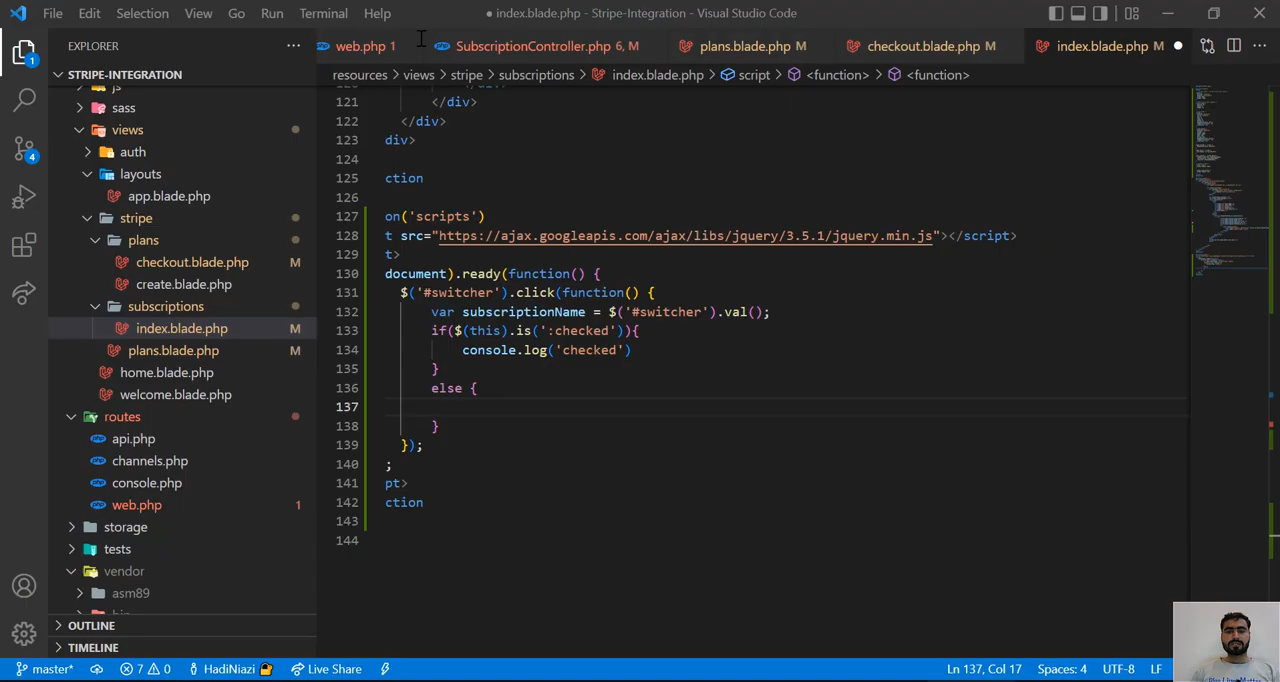 File Edit Selection View Go Run Terminal Help
● index.blade.php - Stripe-Integration - Visual Studio Code
EXPLORER
web.php 1 SubscriptionController.php 6, M plans.blade.php M checkout.blade.php M index.blade.php M
resources > views > stripe > subscriptions > index.blade.php > script > <function> > <function>
STRIPE-INTEGRATION
js
sass
views
auth
layouts
app.blade.php
stripe
plans
checkout.blade.php M
create.blade.php
subscriptions
index.blade.php M
plans.blade.php M
home.blade.php
welcome.blade.php
routes
api.php
channels.php
console.php
web.php 1
storage
tests
vendor
asm89
OUTLINE
TIMELINE
121 </div>
122 </div>
123 div>
124
125 ction
126
127 on('scripts')
128 t src="https://ajax.googleapis.com/ajax/libs/jquery/3.5.1/jquery.min.js"></script>
129 t>
130 document).ready(function() {
131 $('#switcher').click(function() {
132 var subscriptionName = $('#switcher').val();
133 if($(this).is(':checked')){
134 console.log('checked')
135 }
136 else {
137
138 }
139 });
140 ;
141 pt>
142 ction
143
144
1
4
master* 7 0 HadiNiazi Live Share
Ln 137, Col 17 Spaces: 4 UTF-8 LF